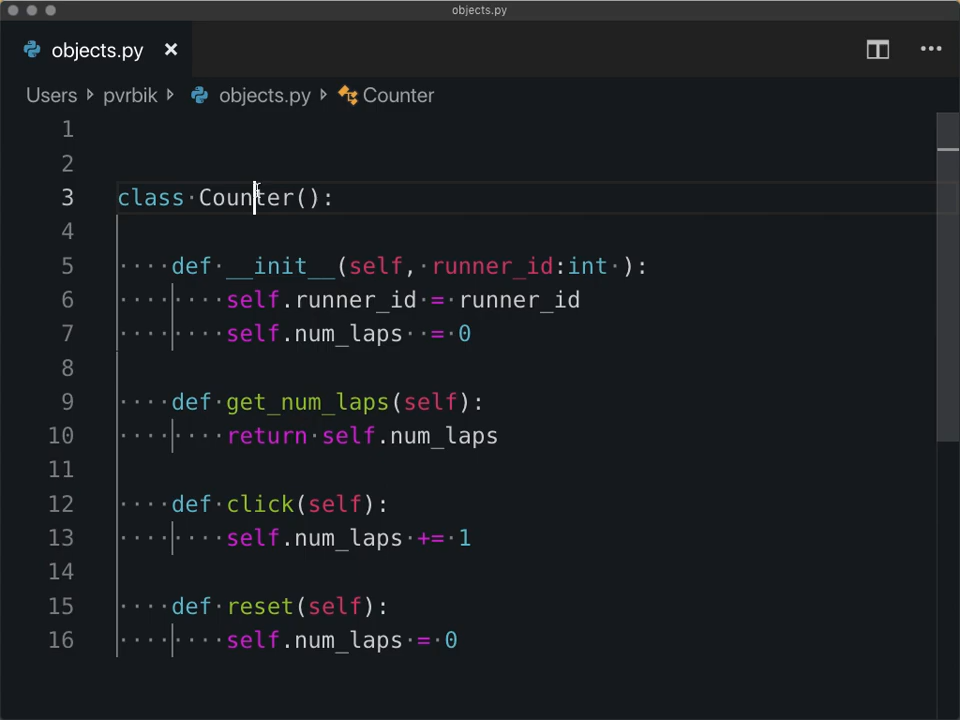 objects.py
objects.py ×
Users pvrbik objects.py Counter
1
2
3 class Counter():
4
5 def __init__(self, runner_id:int ):
6 self.runner_id = runner_id
7 self.num_laps  = 0
8
9 def get_num_laps(self):
10 return self.num_laps
11
12 def click(self):
13 self.num_laps += 1
14
15 def reset(self):
16 self.num_laps = 0